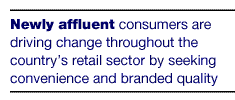 Newly affluent consumers are
driving change throughout the
country's retail sector by seeking
convenience and branded quality